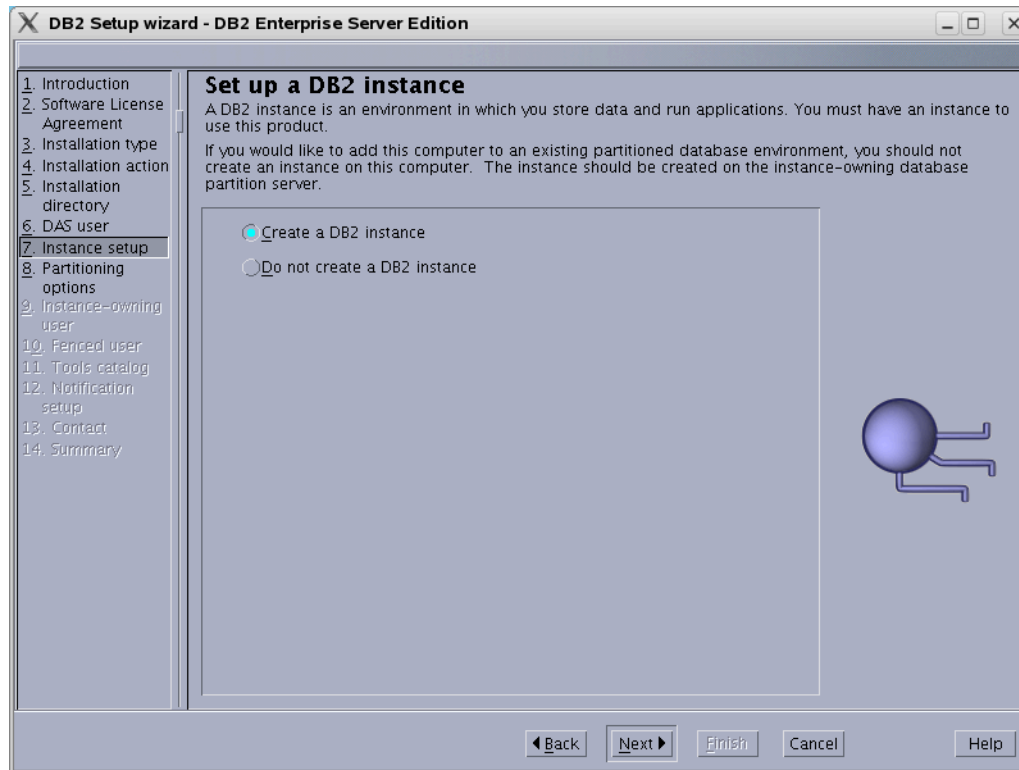 DB2 Setup wizard - DB2 Enterprise Server Edition
1. Introduction
2. Software License
Agreement
3. Installation type
4. Installation action
5. Installation
directory
6. DAS user
7. Instance setup
8. Partitioning
options
9. Instance-owning
user
10. Fenced user
11. Tools catalog
12. Notification
setup
13. Contact
14. Summary
Set up a DB2 instance
A DB2 instance is an environment in which you store data and run applications. You must have an instance to
use this product.
If you would like to add this computer to an existing partitioned database environment, you should not
create an instance on this computer. The instance should be created on the instance-owning database
partition server.
Create a DB2 instance
Do not create a DB2 instance
Back
Next
Finish
Cancel
Help